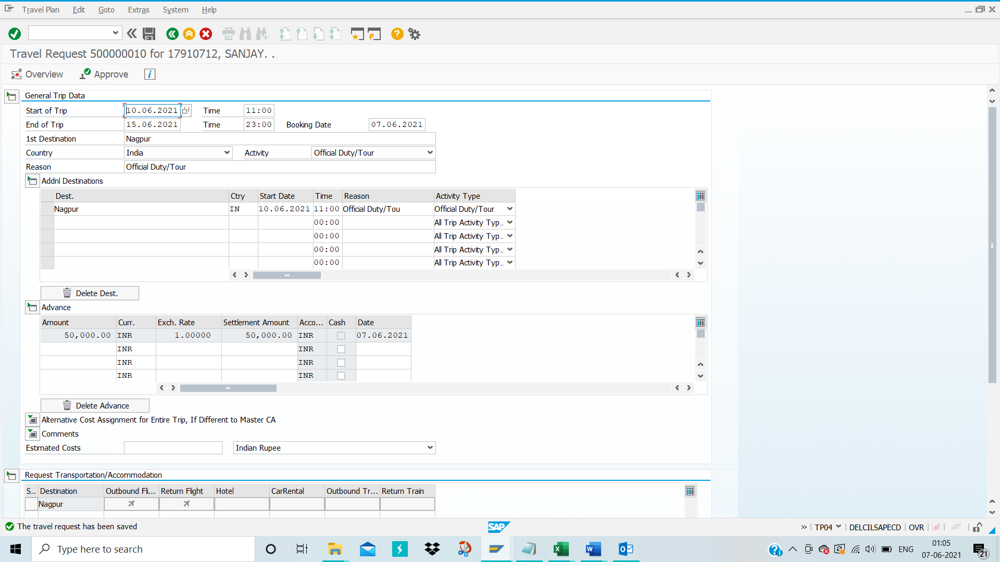 Travel Plan Edit Goto Extras System Help
Travel Request 500000010 for 17910712, SANJAY. .
Overview Approve i
General Trip Data
Start of Trip 10.06.2021 Time 11:00
End of Trip 15.06.2021 Time 23:00 Booking Date 07.06.2021
1st Destination Nagpur
Country India Activity Official Duty/Tour
Reason Official Duty/Tour
Addnl Destinations
Dest. Ctry Start Date Time Reason Activity Type
Nagpur IN 10.06.2021 11:00 Official Duty/Tou Official Duty/Tour
00:00 All Trip Activity Typ..
00:00 All Trip Activity Typ..
00:00 All Trip Activity Typ..
00:00 All Trip Activity Typ..
Delete Dest.
Advance
Amount Curr. Exch. Rate Settlement Amount Acco... Cash Date
50,000.00 INR 1.00000 50,000.00 INR 07.06.2021
INR INR
INR INR
INR INR
Delete Advance
Alternative Cost Assignment for Entire Trip, If Different to Master CA
Comments
Estimated Costs Indian Rupee
Request Transportation/Accommodation
S.. Destination Outbound Fli... Return Flight Hotel CarRental Outbound Tr... Return Train
Nagpur
The travel request has been saved SAP » TP04 DELCILSAPECD OVR
Type here to search ENG 01:05
07-06-2021 21